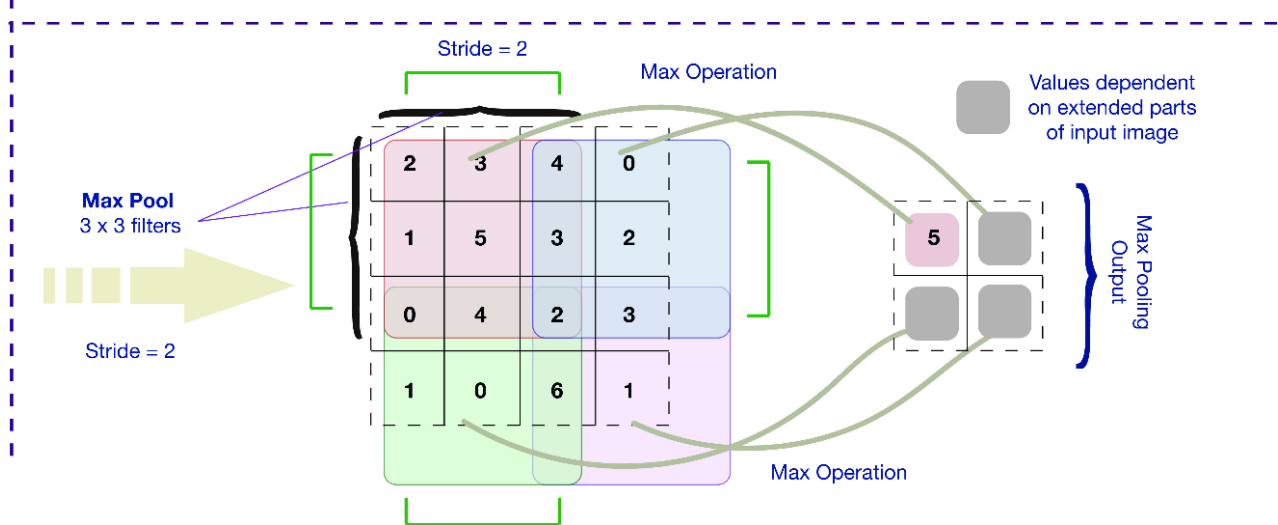 Stride = 2
Max Operation
Values dependent
on extended parts
of input image
Max Pool
3 x 3 filters
Stride = 2
2 3 4 0
1 5 3 2
0 4 2 3
1 0 6 1
5
Max Pooling
Output
Max Operation